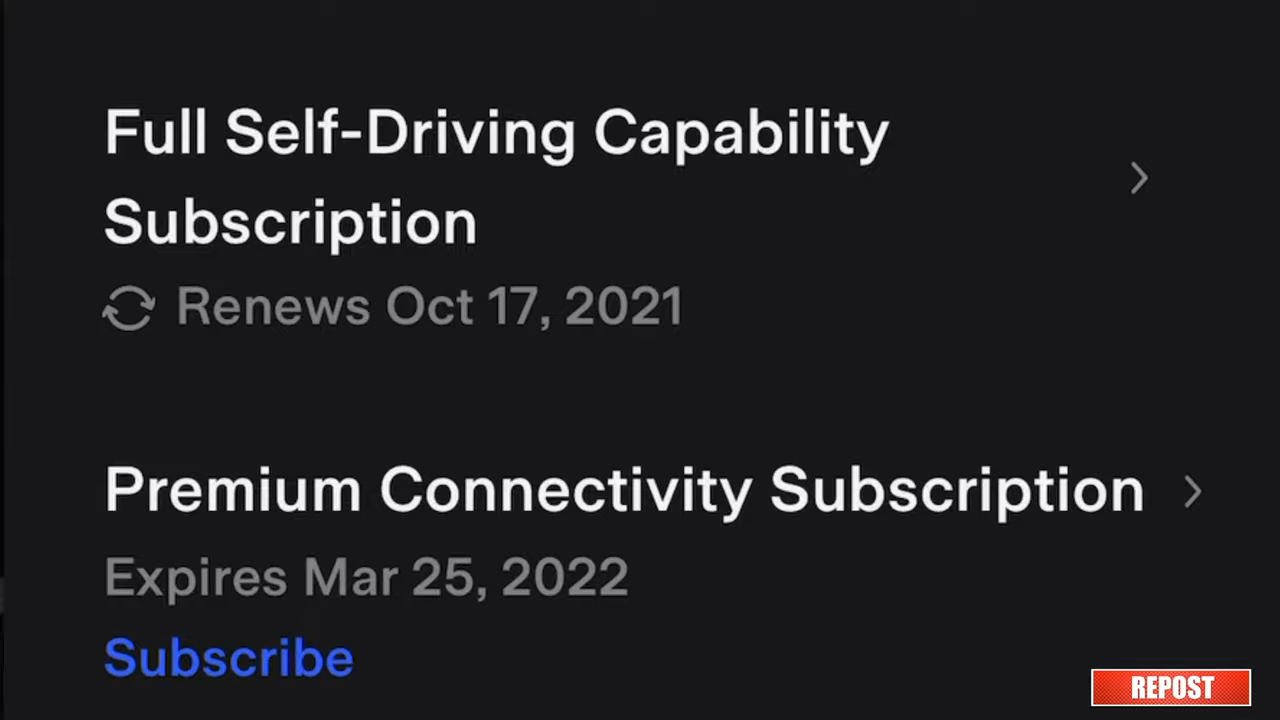 Full Self-Driving Capability
Subscription
Renews Oct 17, 2021
Premium Connectivity Subscription
Expires Mar 25, 2022
Subscribe
REPOST